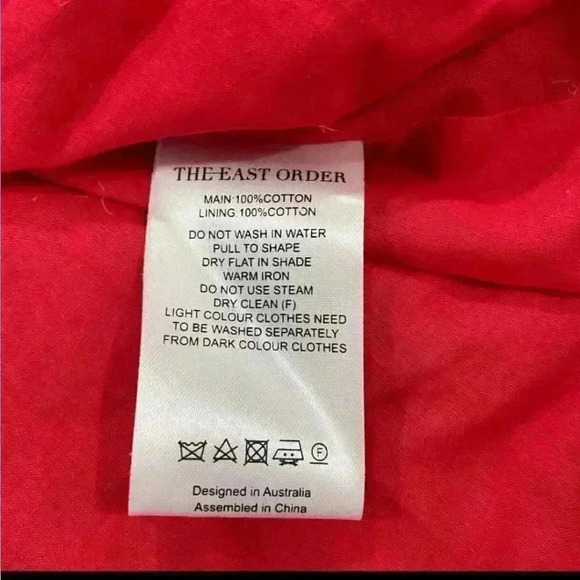 THE EAST ORDER
MAIN:100%COTTON
LINING:100%COTTON
DO NOT WASH IN WATER
PULL TO SHAPE
DRY FLAT IN SHADE
WARM IRON
DO NOT USE STEAM
DRY CLEAN (F)
LIGHT COLOUR CLOTHES NEED
TO BE WASHED SEPARATELY
FROM DARK COLOUR CLOTHES
F
Designed in Australia
Assembled in China